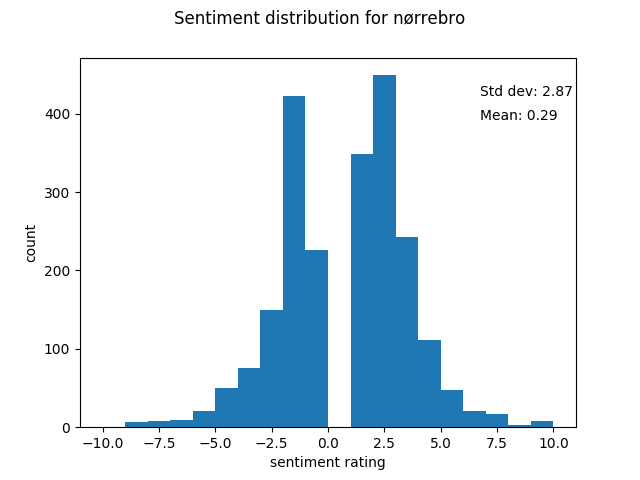 Sentiment distribution for nørrebro
Std dev: 2.87
Mean: 0.29
count
400
300
200
100
0
−10.0 −7.5 −5.0 −2.5 0.0 2.5 5.0 7.5 10.0
sentiment rating